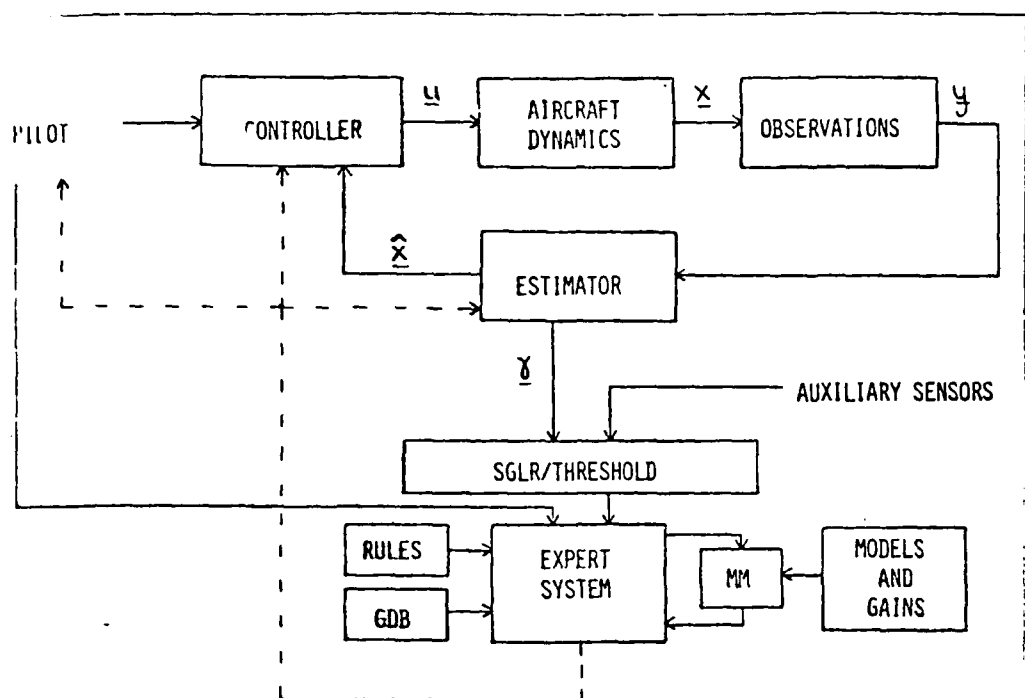 PILOT
CONTROLLER
u
AIRCRAFT
DYNAMICS
x
OBSERVATIONS
y
x̂
ESTIMATOR
γ
AUXILIARY SENSORS
SGLR/THRESHOLD
RULES
GDB
EXPERT
SYSTEM
MM
MODELS
AND
GAINS